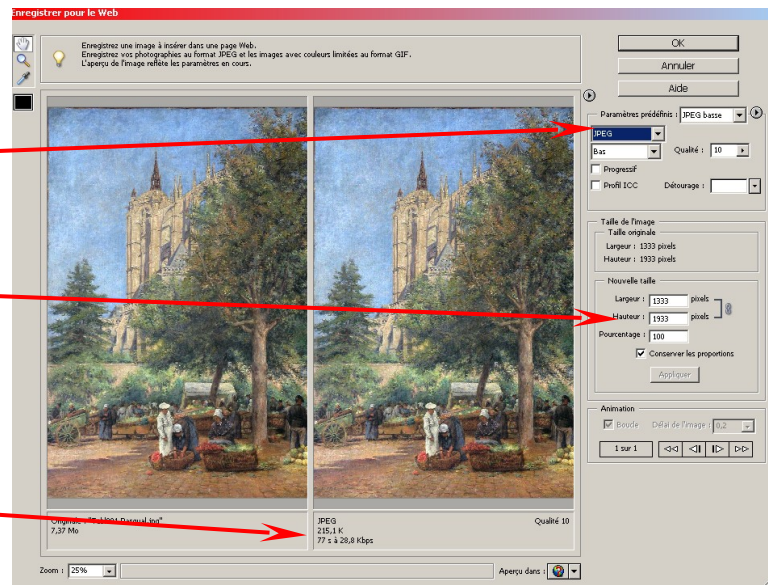 Enregistrer pour le Web
Enregistrez une image à insérer dans une page Web.
Enregistrez vos photographies au format JPEG et les images avec couleurs limitées au format GIF.
L'aperçu de l'image reflète les paramètres en cours.
OK
Annuler
Aide
Paramètres prédéfinis : JPEG basse
JPEG
Bas
Qualité : 10
Progressif
Profil ICC
Détourage :
Taille de l'image
Taille originale
Largeur : 1333 pixels
Hauteur : 1933 pixels
Nouvelle taille
Largeur : 1333 pixels
Hauteur : 1933 pixels
Pourcentage : 100
Conserver les proportions
Appliquer
Animation
Boucle
Délai de l'image : 0,2
1 sur 1
Pasqual.jpg"
7,37 Mo
JPEG
Qualité 10
215,1 K
77 s à 28,8 Kbps
Zoom : 25%
Aperçu dans :